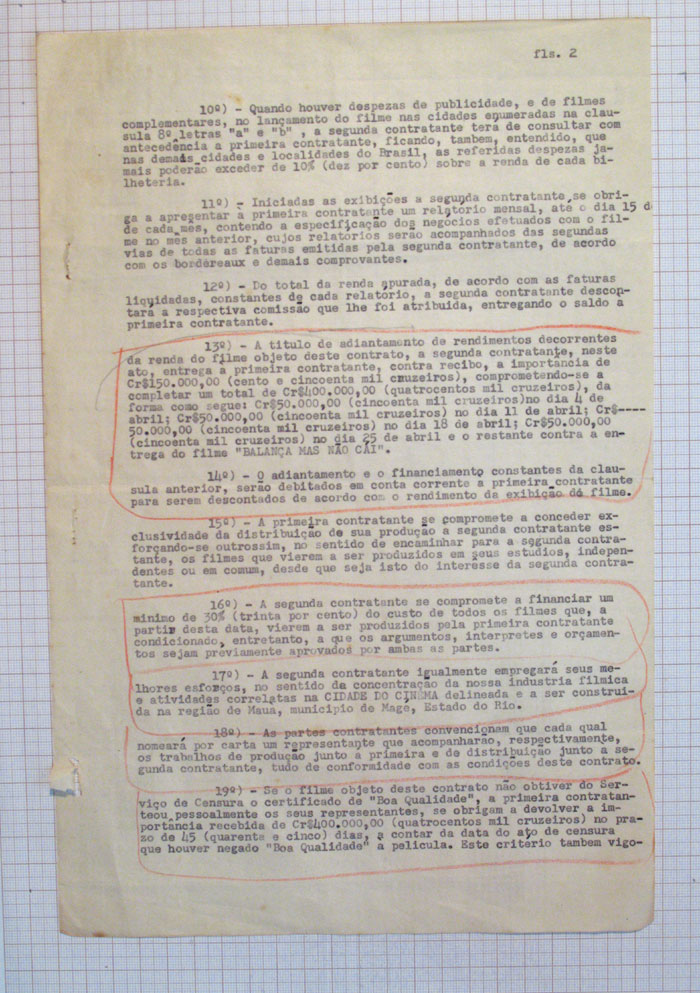 fls. 2
10º) - Quando houver despezas de publicidade, e de filmes
complementares, no lançamento do filme nas cidades enumeradas na clau-
sula 8º letras "a" e "b" , a segunda contratante terá de consultar com
antecedência a primeira contratante, ficando, tambem, entendido, que
nas demais cidades e localidades do Brasil, as referidas despezas ja-
mais poderão exceder de 10% (dez por cento) sobre a renda de cada bi-
lheteria.
11º) - Iniciadas as exibições a segunda contratante se obri-
ga a apresentar à primeira contratante um relatorio mensal, até o dia 15 d
de cada mes, contendo a especificação dos negocios efetuados com o fil-
me no mes anterior, cujos relatorios serão acompanhados das segundas
vias de todas as faturas emitidas pela segunda contratante, de acordo
com os bordereaux e demais comprovantes.
12º) - Do total da renda apurada, de acordo com as faturas
liquidadas, constantes de cada relatório, a segunda contratante descon-
tará a respectiva comissão que lhe foi atribuida, entregando o saldo à
primeira contratante.
13º) - A titulo de adiantamento de rendimentos decorrentes
da renda do filme objeto deste contrato, a segunda contratante, neste
ato, entrega à primeira contratante, contra recibo, a importancia de
Cr$150.000,00 (cento e cincoenta mil cruzeiros), comprometendo-se a
completar um total de Cr$400.000,00 (quatrocentos mil cruzeiros), da
forma como segue: Cr$50.000,00 (cincoenta mil cruzeiros)no dia 4 de
abril; Cr$50.000,00 (cincoenta mil cruzeiros) no dia 11 de abril; Cr$----
50.000,00 (cincoenta mil cruzeiros) no dia 18 de abril; Cr$50.000,00
(cincoenta mil cruzeiros) no dia 25 de abril e o restante contra a en-
trega do filme "BALANÇA MAS NÃO CÁI".
14º) - O adiantamento e o financiamento constantes da clau-
sula anterior, serão debitados em conta corrente à primeira contratante
para serem descontados de acordo com o rendimento da exibição do filme.
15º) - A primeira contratante se compromete a conceder ex-
clusividade da distribuição de sua produção a segunda contratante es-
forçando-se outrossim, no sentido de encaminhar para a segunda contra-
tante, os filmes que vierem a ser produzidos em seus estudios, indepen-
dentes ou em comum, desde que seja isto do interesse da segunda contra-
tante.
16º) - A segunda contratante se compromete a financiar um
minimo de 30% (trinta por cento) do custo de todos os filmes que, a
partir desta data, vierem a ser produzidos pela primeira contratante
condicionado, entretanto, a que os argumentos, interpretes e orçamen-
tos sejam previamente aprovados por ambas as partes.
17º) - A segunda contratante igualmente empregará seus me-
lhores esforços, no sentido da concentração da nossa industria filmica
e atividades correlatas na CIDADE DO CINEMA delineada e a ser construi-
da na região de Maua, municipio de Magé, Estado do Rio.
18º) - As partes contratantes convencionam que cada qual
nomeará por carta um representante que acompanharão, respectivamente,
os trabalhos de produção junto à primeira e de distribuição junto à se-
gunda contratante, tudo de conformidade com as condições deste contrato.
19º) - Se o filme objeto deste contrato não obtiver do Ser-
viço de Censura o certificado de "Boa Qualidade", a primeira contratan-
teou pessoalmente os seus representantes, se obrigam a devolver a im-
portancia recebida de Cr$400.000,00 (quatrocentos mil cruzeiros) no pra-
zo de 45 (quarenta e cinco) dias, a contar da data do ato de censura
que houver negado "Boa Qualidade" à pelicula. Este criterio tambem vigo-